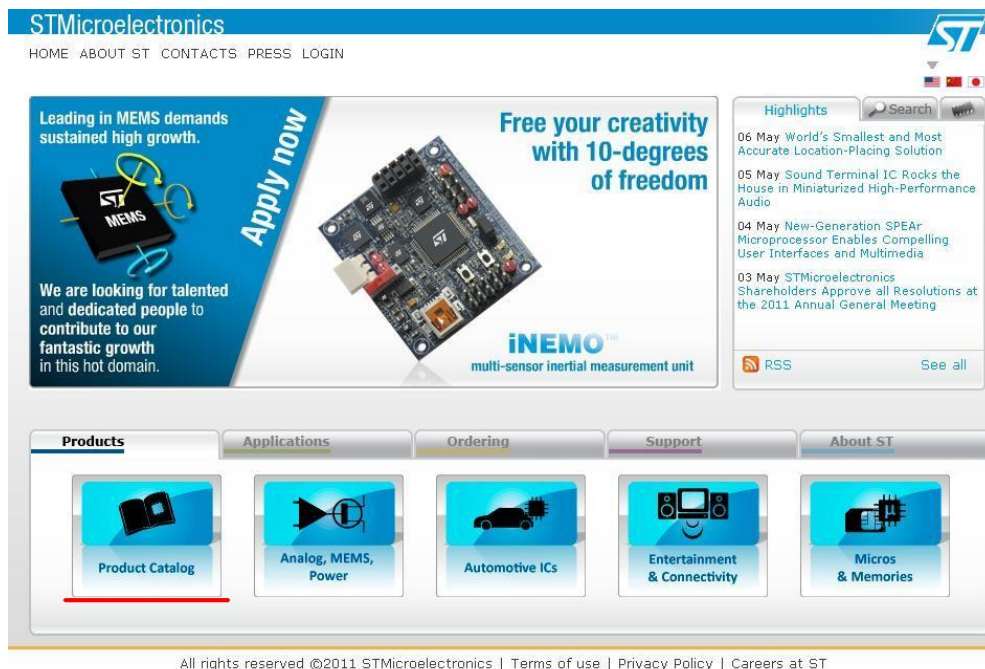 STMicroelectronics
HOME ABOUT ST CONTACTS PRESS LOGIN
ST
Leading in MEMS demands
sustained high growth.
ST
MEMS
We are looking for talented
and dedicated people to
contribute to our
fantastic growth
in this hot domain.
Apply now
Free your creativity
with 10-degrees
of freedom
ST
iNEMO™
multi-sensor inertial measurement unit
Highlights
Search
06 May World's Smallest and Most
Accurate Location-Placing Solution
05 May Sound Terminal IC Rocks the
House in Miniaturized High-Performance
Audio
04 May New-Generation SPEAr
Microprocessor Enables Compelling
User Interfaces and Multimedia
03 May STMicroelectronics
Shareholders Approve all Resolutions at
the 2011 Annual General Meeting
RSS See all
Products Applications Ordering Support About ST
Product Catalog
Analog, MEMS,
Power
Automotive ICs
Entertainment
& Connectivity
Micros
& Memories
All rights reserved ©2011 STMicroelectronics | Terms of use | Privacy Policy | Careers at ST